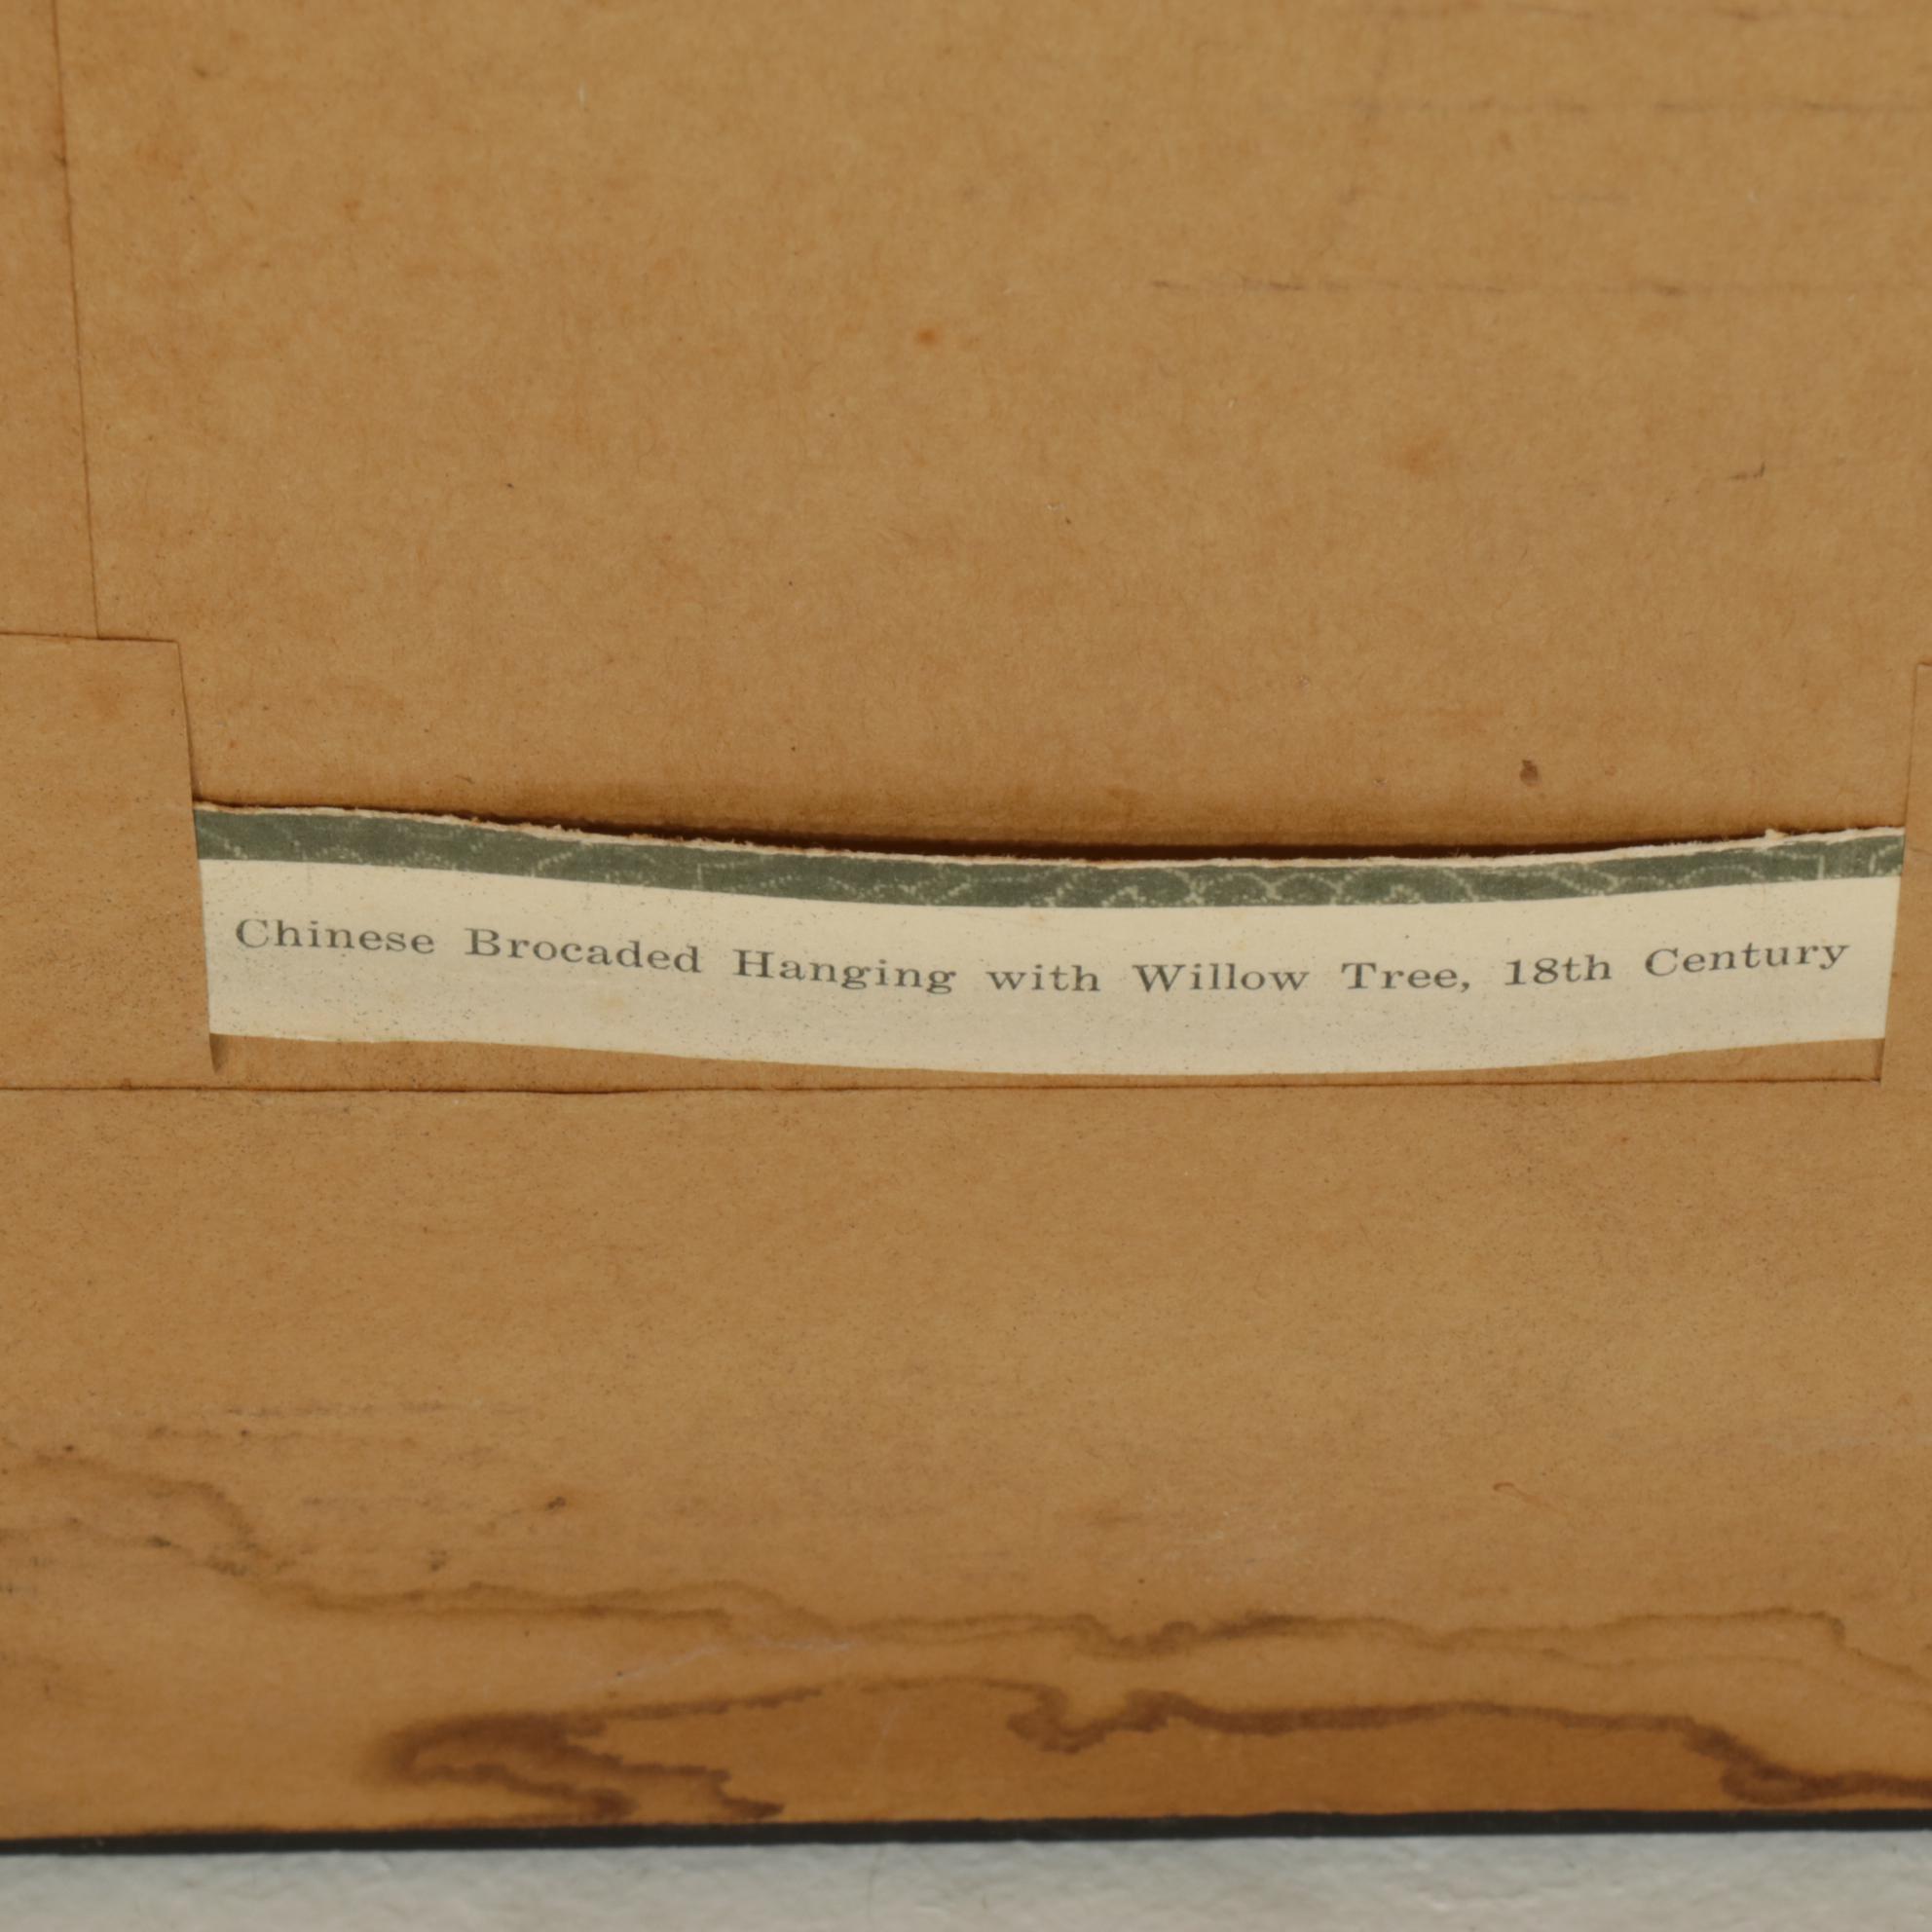 Chinese Brocaded Hanging with Willow Tree, 18th Century